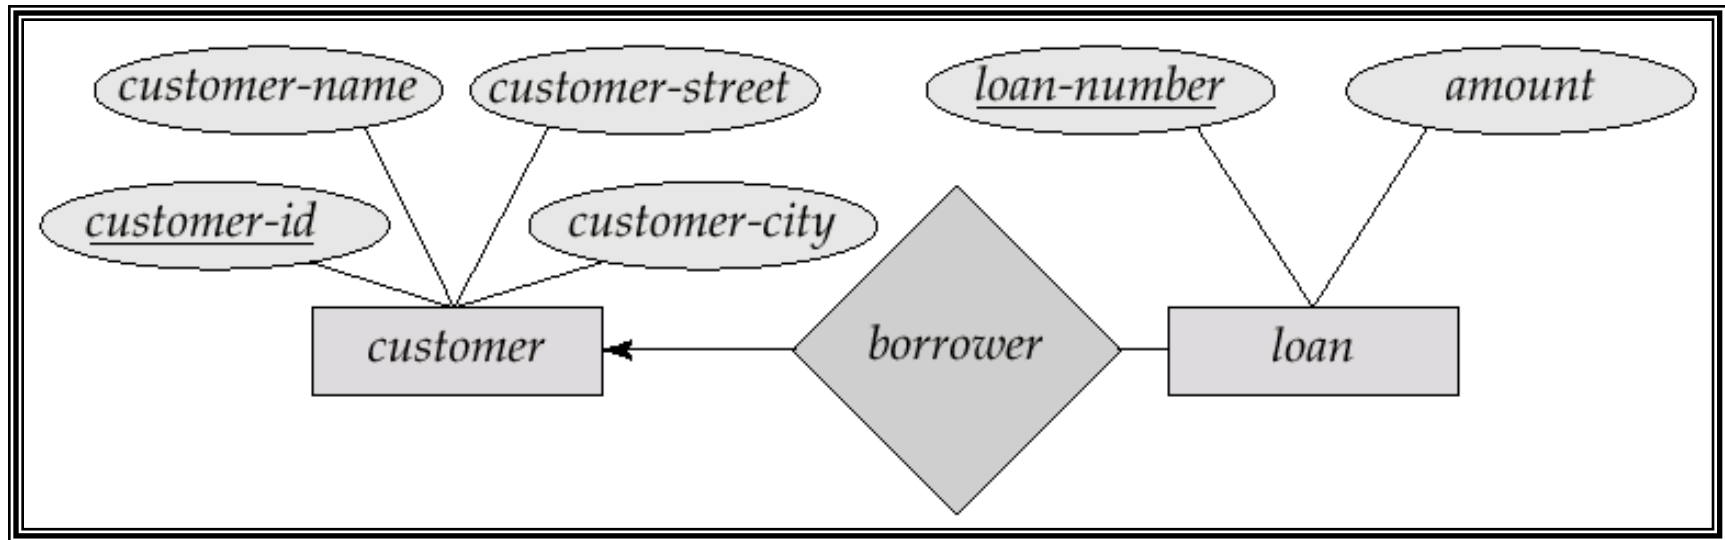 customer-name
customer-street
loan-number
amount
customer-id
customer-city
customer
borrower
loan